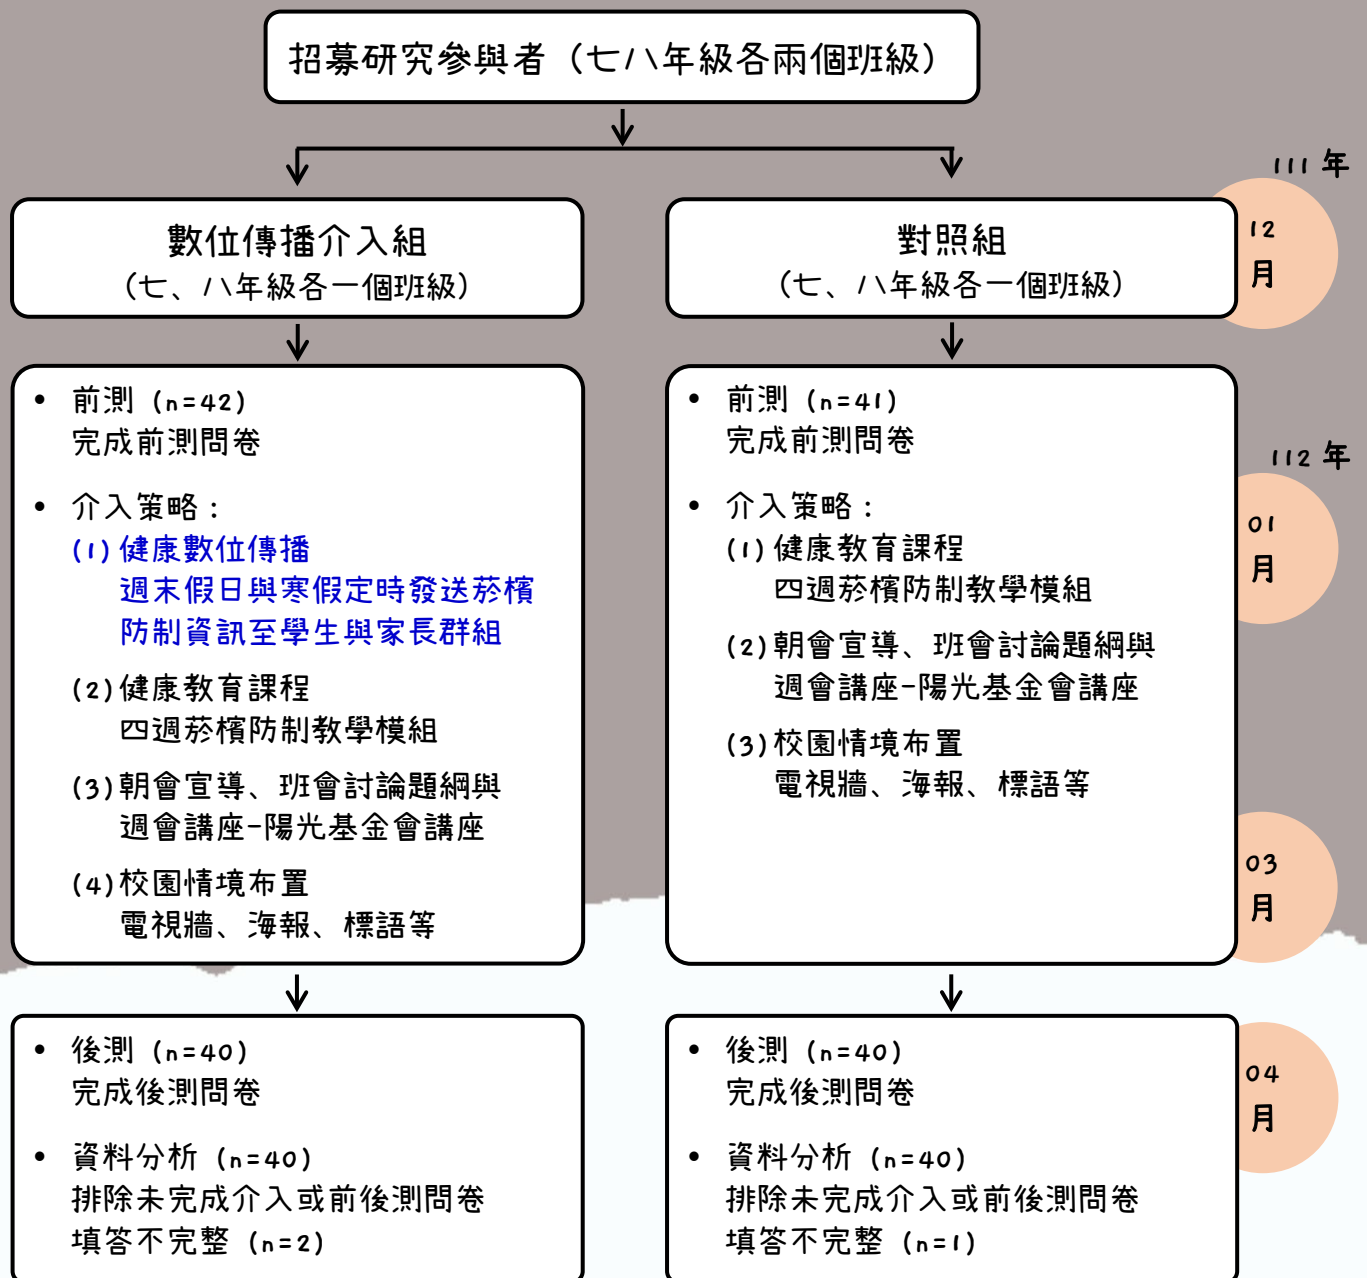 招募研究參與者（七八年級各兩個班級）
111 年
12
月
數位傳播介入組
（七、八年級各一個班級）
對照組
（七、八年級各一個班級）
• 前測（n=42）
完成前測問卷
• 介入策略：
(1)健康數位傳播
週末假日與寒假定時發送菸檳
防制資訊至學生與家長群組
(2)健康教育課程
四週菸檳防制教學模組
(3)朝會宣導、班會討論題綱與
週會講座-陽光基金會講座
(4)校園情境布置
電視牆、海報、標語等
• 前測（n=41）
完成前測問卷
• 介入策略：
(1)健康教育課程
四週菸檳防制教學模組
(2)朝會宣導、班會討論題綱與
週會講座-陽光基金會講座
(3)校園情境布置
電視牆、海報、標語等
112 年
01
月
03
月
• 後測（n=40）
完成後測問卷
• 資料分析（n=40）
排除未完成介入或前後測問卷
填答不完整（n=2）
• 後測（n=40）
完成後測問卷
• 資料分析（n=40）
排除未完成介入或前後測問卷
填答不完整（n=1）
04
月